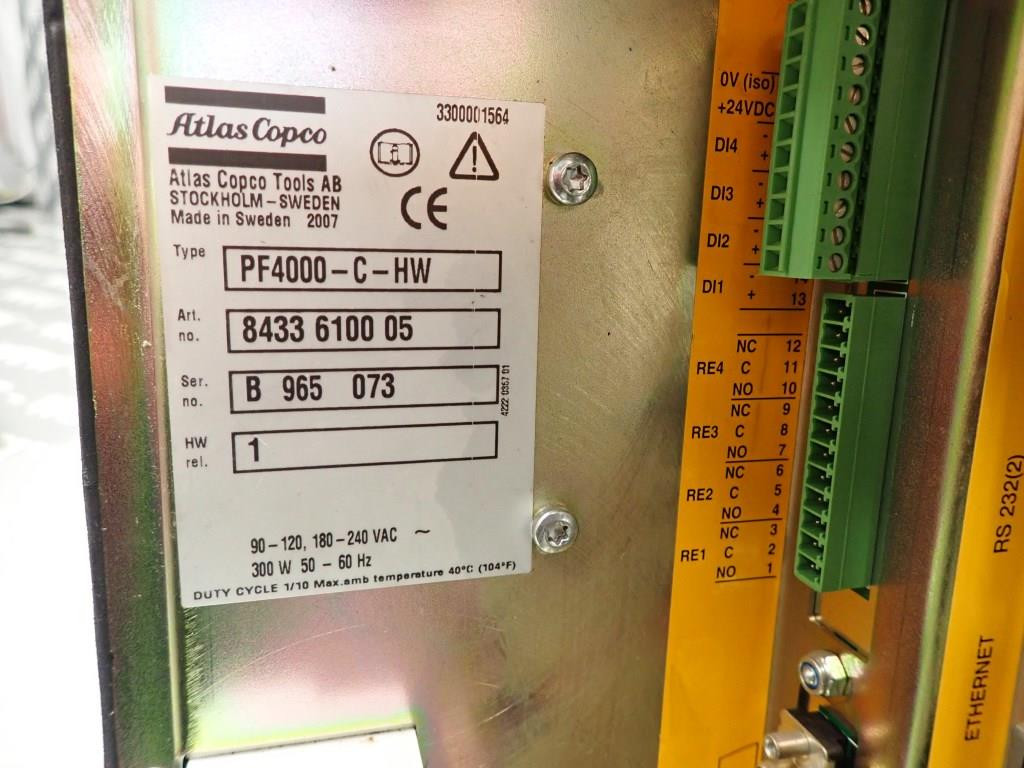 3300001564
Atlas Copco
Atlas Copco Tools AB
STOCKHOLM – SWEDEN
Made in Sweden 2007
CE
Type PF4000-C-HW
Art. no. 8433 6100 05
Ser. no. B 965 073
4222 0367 01
HW rel. 1
90-120, 180-240 VAC ~
300 W 50 - 60 Hz
DUTY CYCLE 1/10 Max.amb temperature 40°C (104°F)
0V (iso)
+24VDC
DI4 - +
DI3 - +
DI2 - +
DI1 -
+ 13
NC 12
RE4 C 11
NO 10
NC 9
RE3 C 8
NO 7
NC 6
RE2 C 5
NO 4
NC 3
RE1 C 2
NO 1
RS 232(2)
ETHERNET